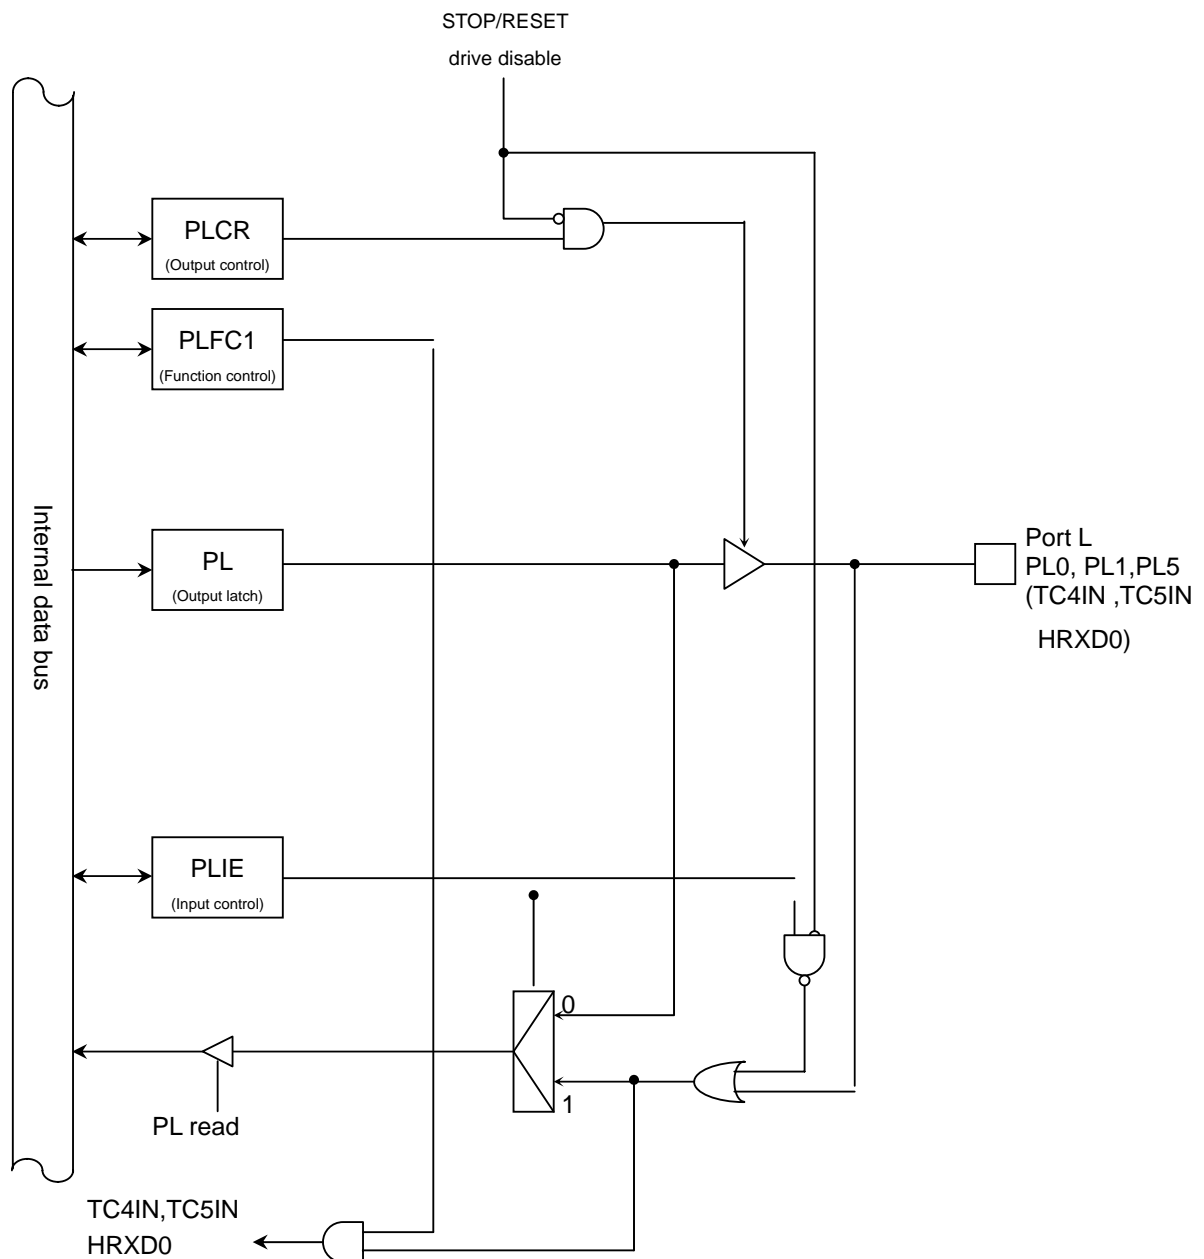 STOP/RESET
drive disable
PLCR
(Output control)
PLFC1
(Function control)
Internal data bus
PL
(Output latch)
Port L
PL0, PL1,PL5
(TC4IN ,TC5IN
HRXD0)
PLIE
(Input control)
0
1
PL read
TC4IN,TC5IN
HRXD0